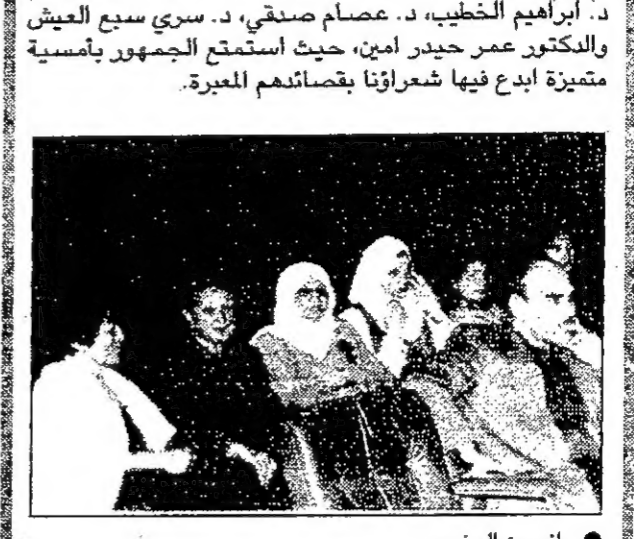 د. ابراهيم الخطيب، د. عصام صدقي، د. سري سبع العيش
والدكتور عمر حيدر امين، حيث استمتع الجمهور بأمسية
متميزة ابدع فيها شعراؤنا بقصائدهم المعبرة.